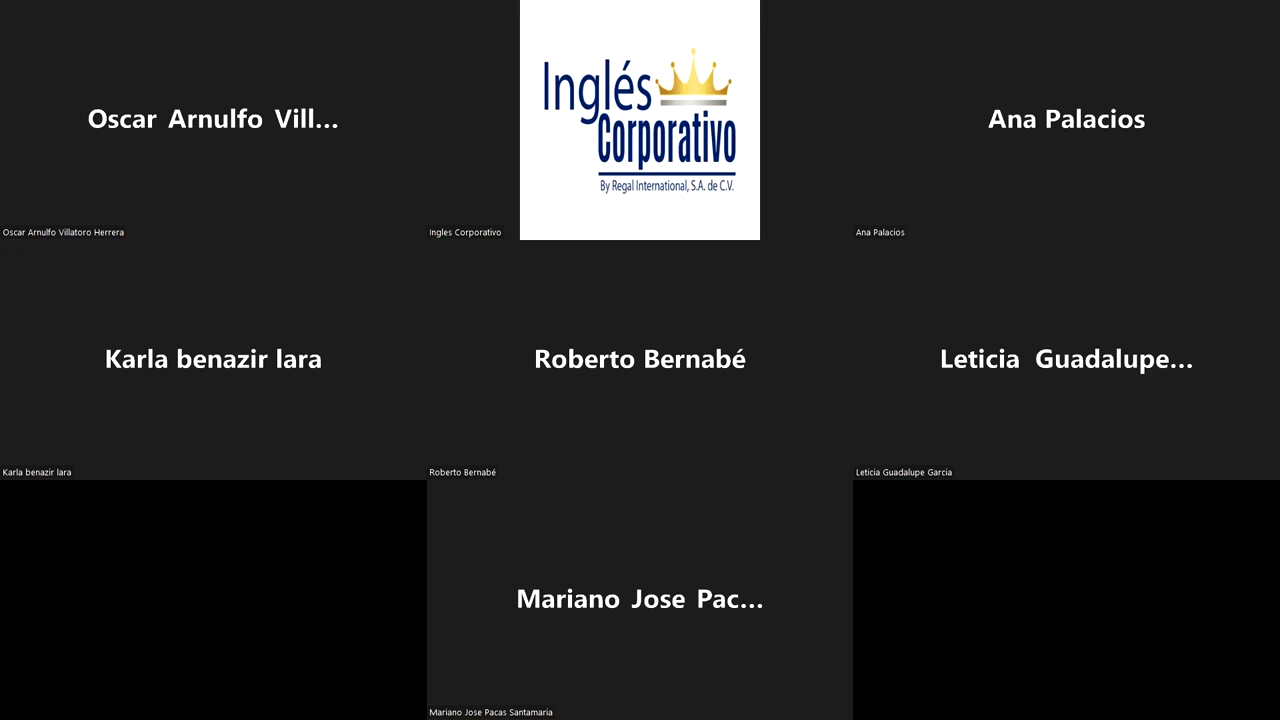 Oscar Arnulfo Vill...
Oscar Arnulfo Villatoro Herrera
Inglés
Corporativo
By Regal International, S.A. de C.V.
Ingles Corporativo
Ana Palacios
Ana Palacios
Karla benazir lara
Karla benazir lara
Roberto Bernabé
Roberto Bernabé
Leticia Guadalupe...
Leticia Guadalupe Garcia
Mariano Jose Pac...
Mariano Jose Pacas Santamaria